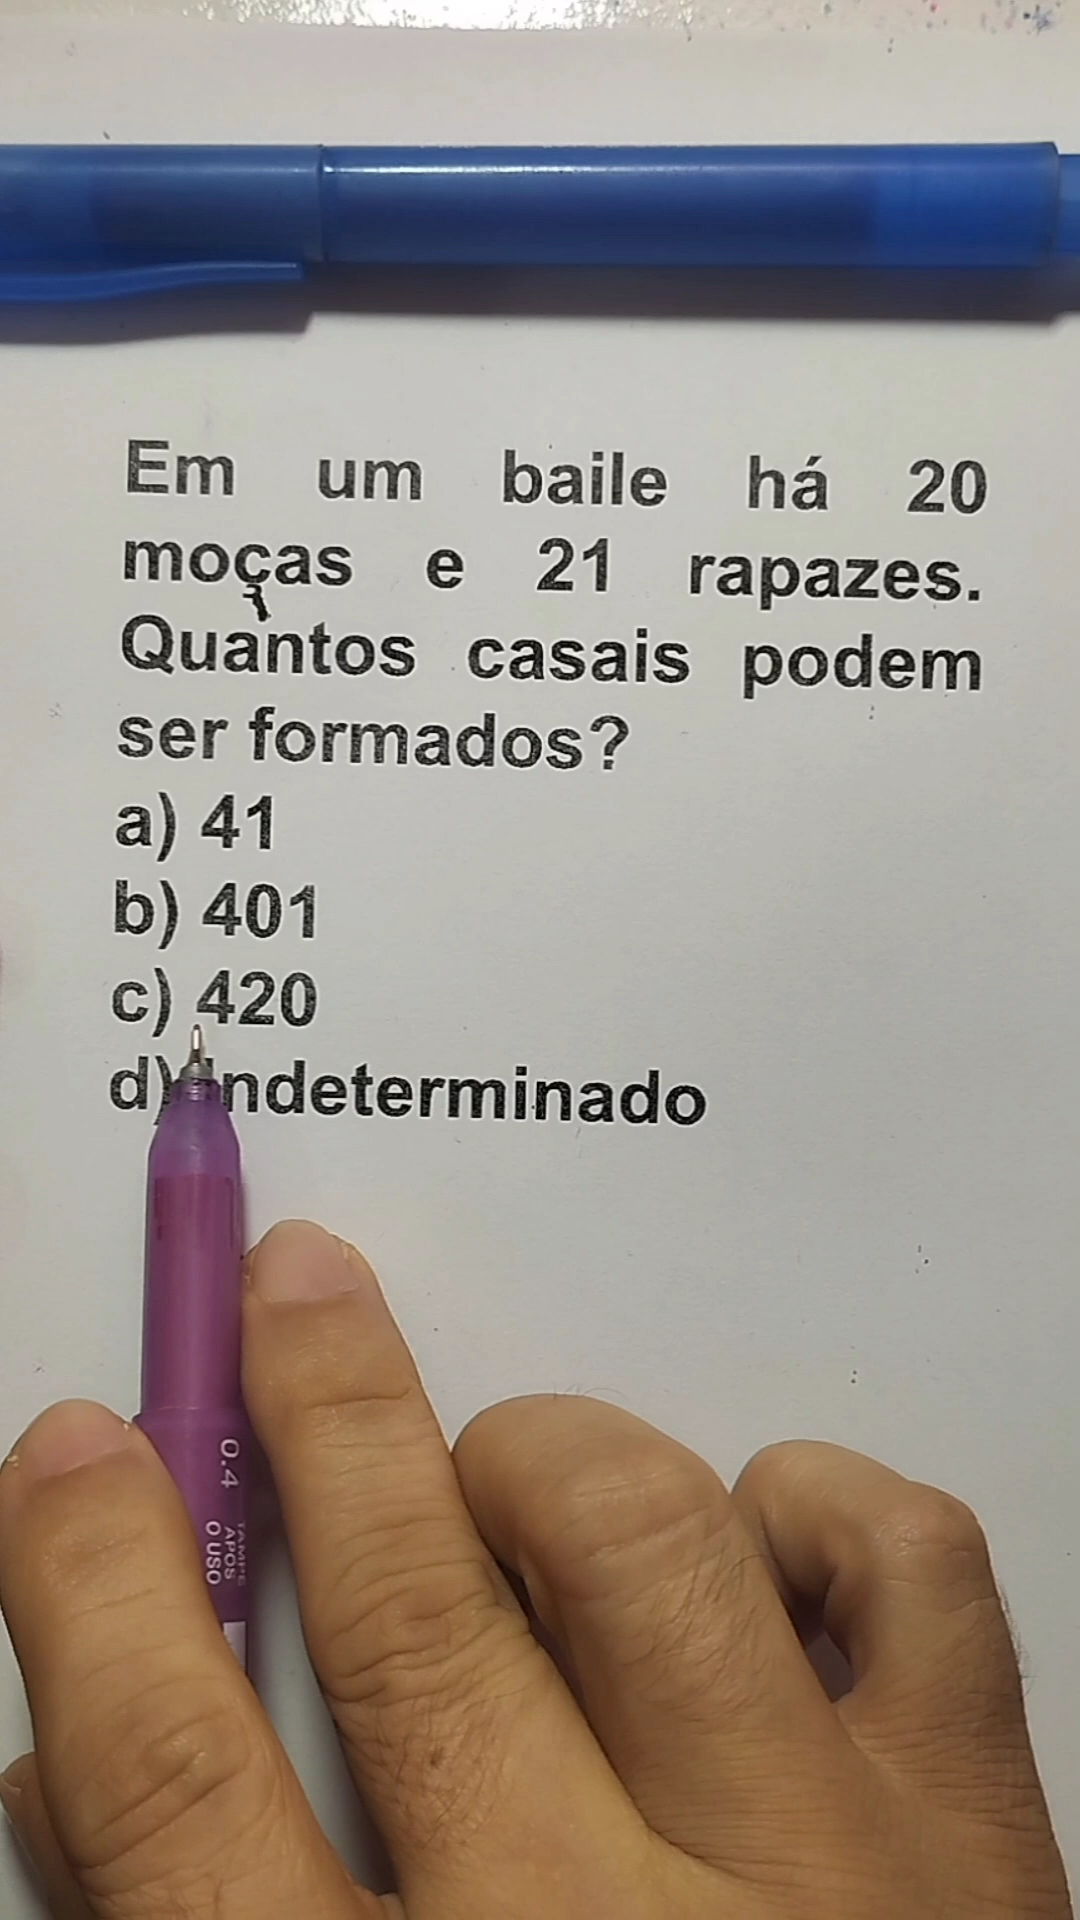 Em um baile há 20
moças e 21 rapazes.
Quantos casais podem
ser formados?
a) 41
b) 401
c) 420
d) Indeterminado
0.4
TAMPE
APÓS
O USO